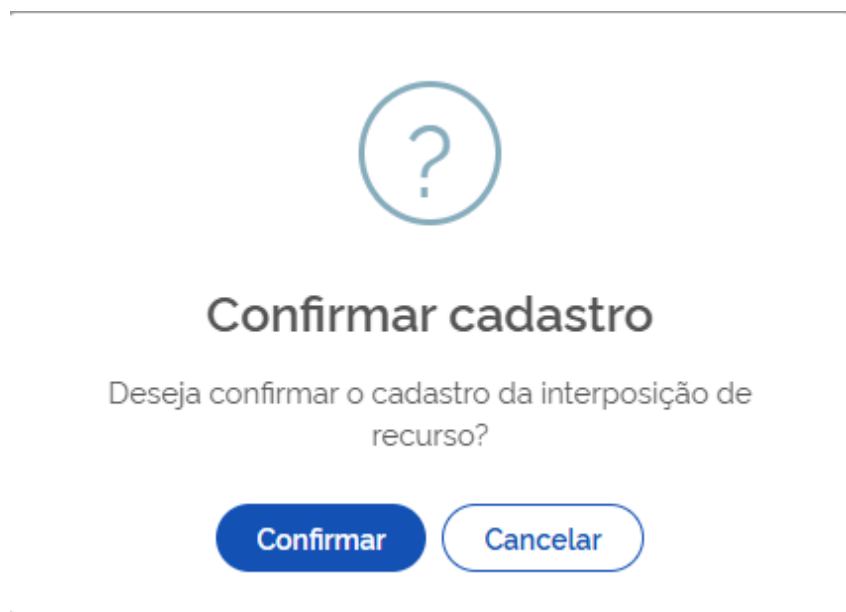 ?
Confirmar cadastro
Deseja confirmar o cadastro da interposição de
recurso?
Confirmar Cancelar